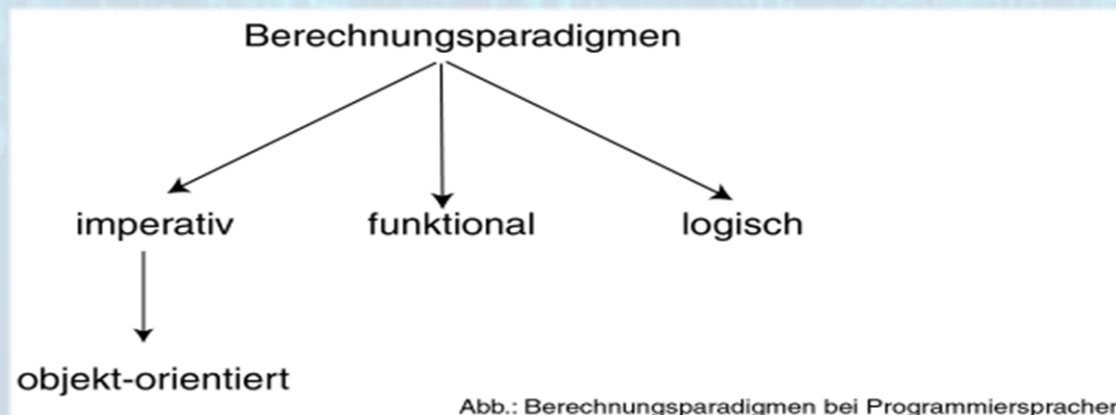 Berechnungsparadigmen
imperativ funktional logisch
objekt-orientiert
Abb.: Berechnungsparadigmen bei Programmiersprachen